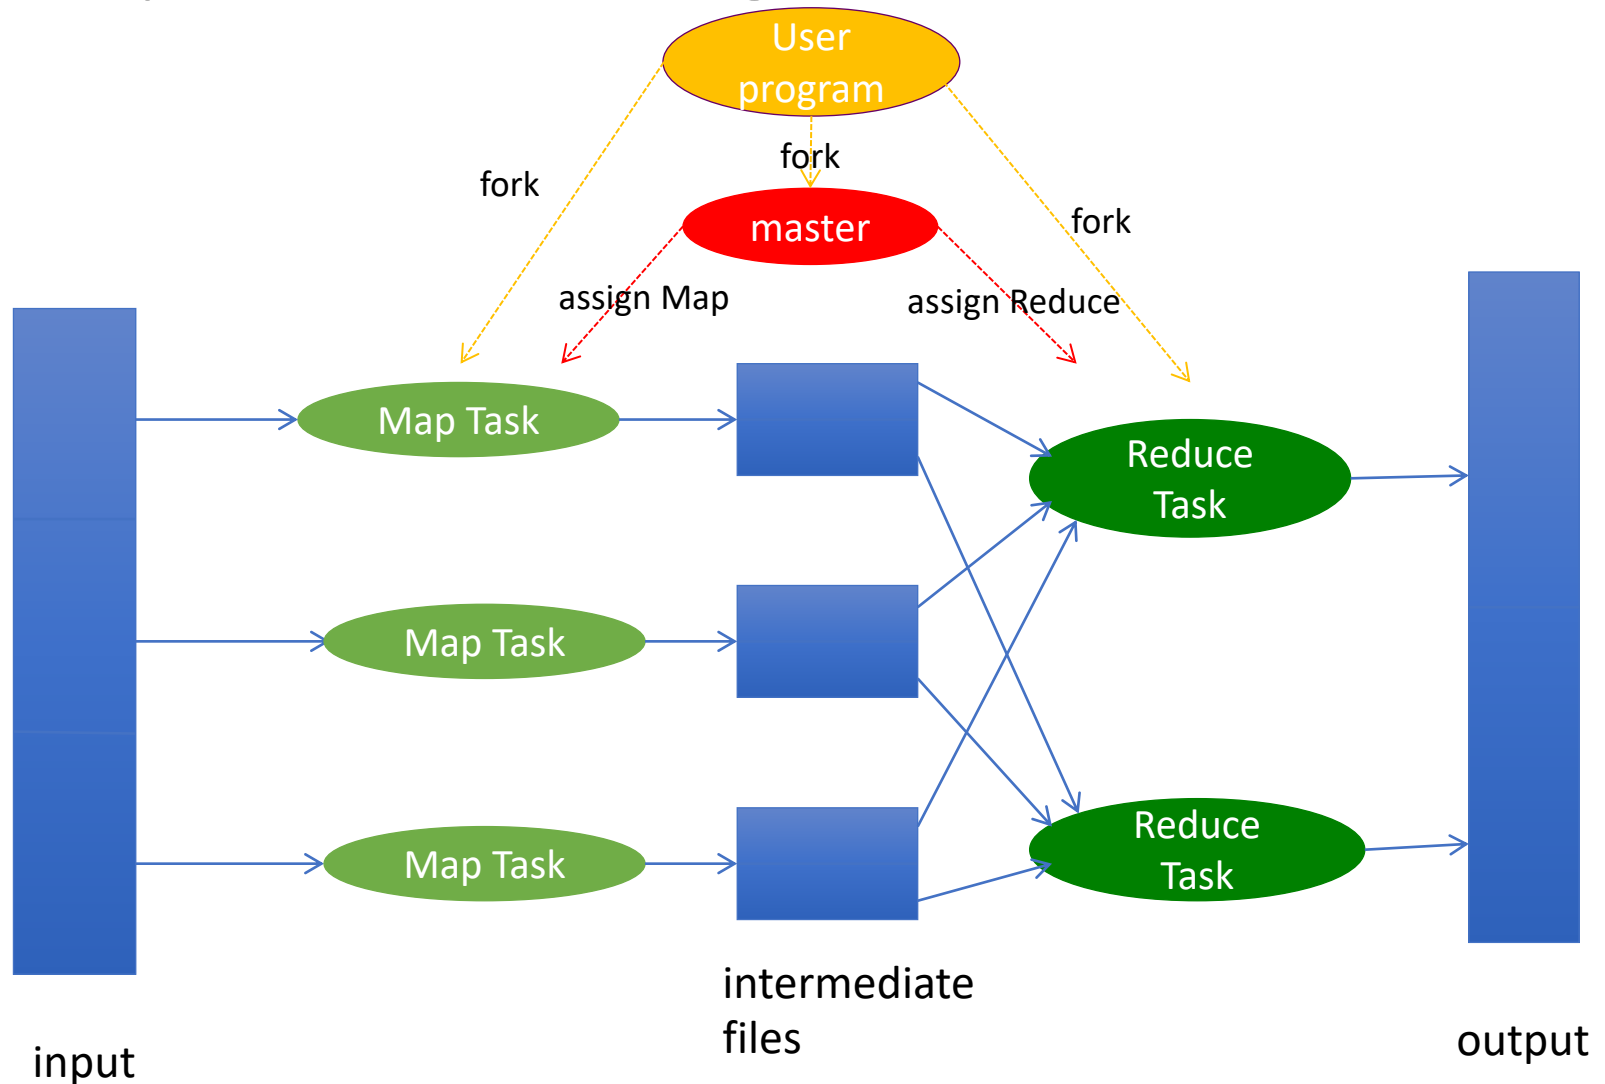 User
program
fork
fork
fork
master
assign Map
assign Reduce
Map Task
Reduce
Task
Map Task
Map Task
Reduce
Task
intermediate
files
input
output